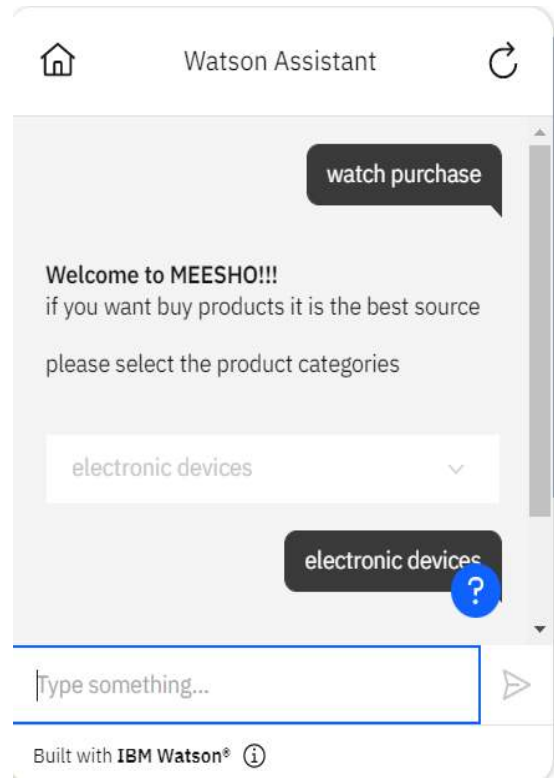 Watson Assistant
watch purchase
Welcome to MEESHO!!!
if you want buy products it is the best source
please select the product categories
electronic devices
electronic devices
?
Type something...
Built with IBM Watson®